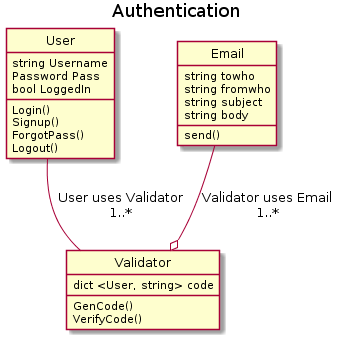 Authentication
User
string Username
Password Pass
bool LoggedIn
Login()
Signup()
ForgotPass()
Logout()
Email
string towho
string fromwho
string subject
string body
send()
User uses Validator
1..*
Validator uses Email
1..*
Validator
dict <User, string> code
GenCode()
VerifyCode()